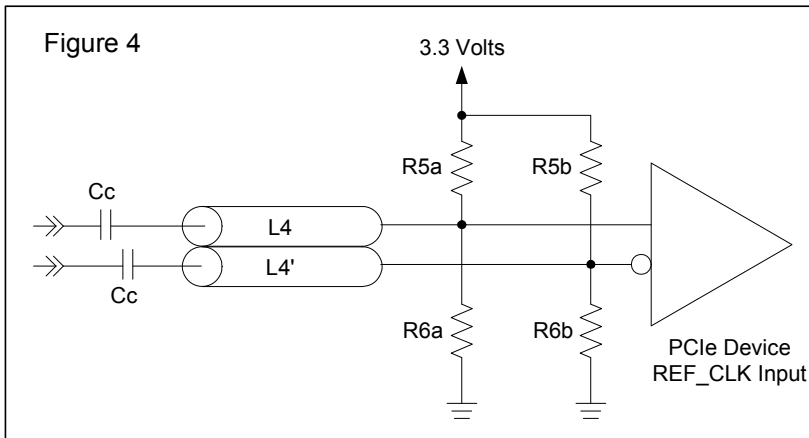 Figure 4
3.3 Volts
R5a
R5b
Cc
L4
L4'
Cc
R6a
R6b
PCIe Device
REF_CLK Input